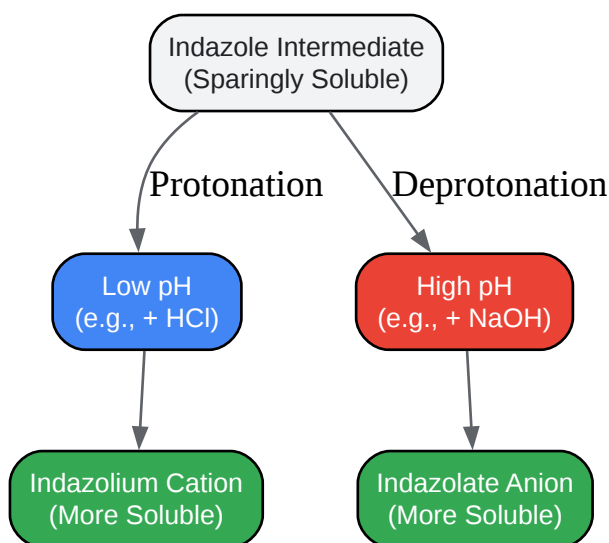 Indazole Intermediate
(Sparingly Soluble)
Protonation
Deprotonation
Low pH
(e.g., + HCl)
High pH
(e.g., + NaOH)
Indazolium Cation
(More Soluble)
Indazolate Anion
(More Soluble)